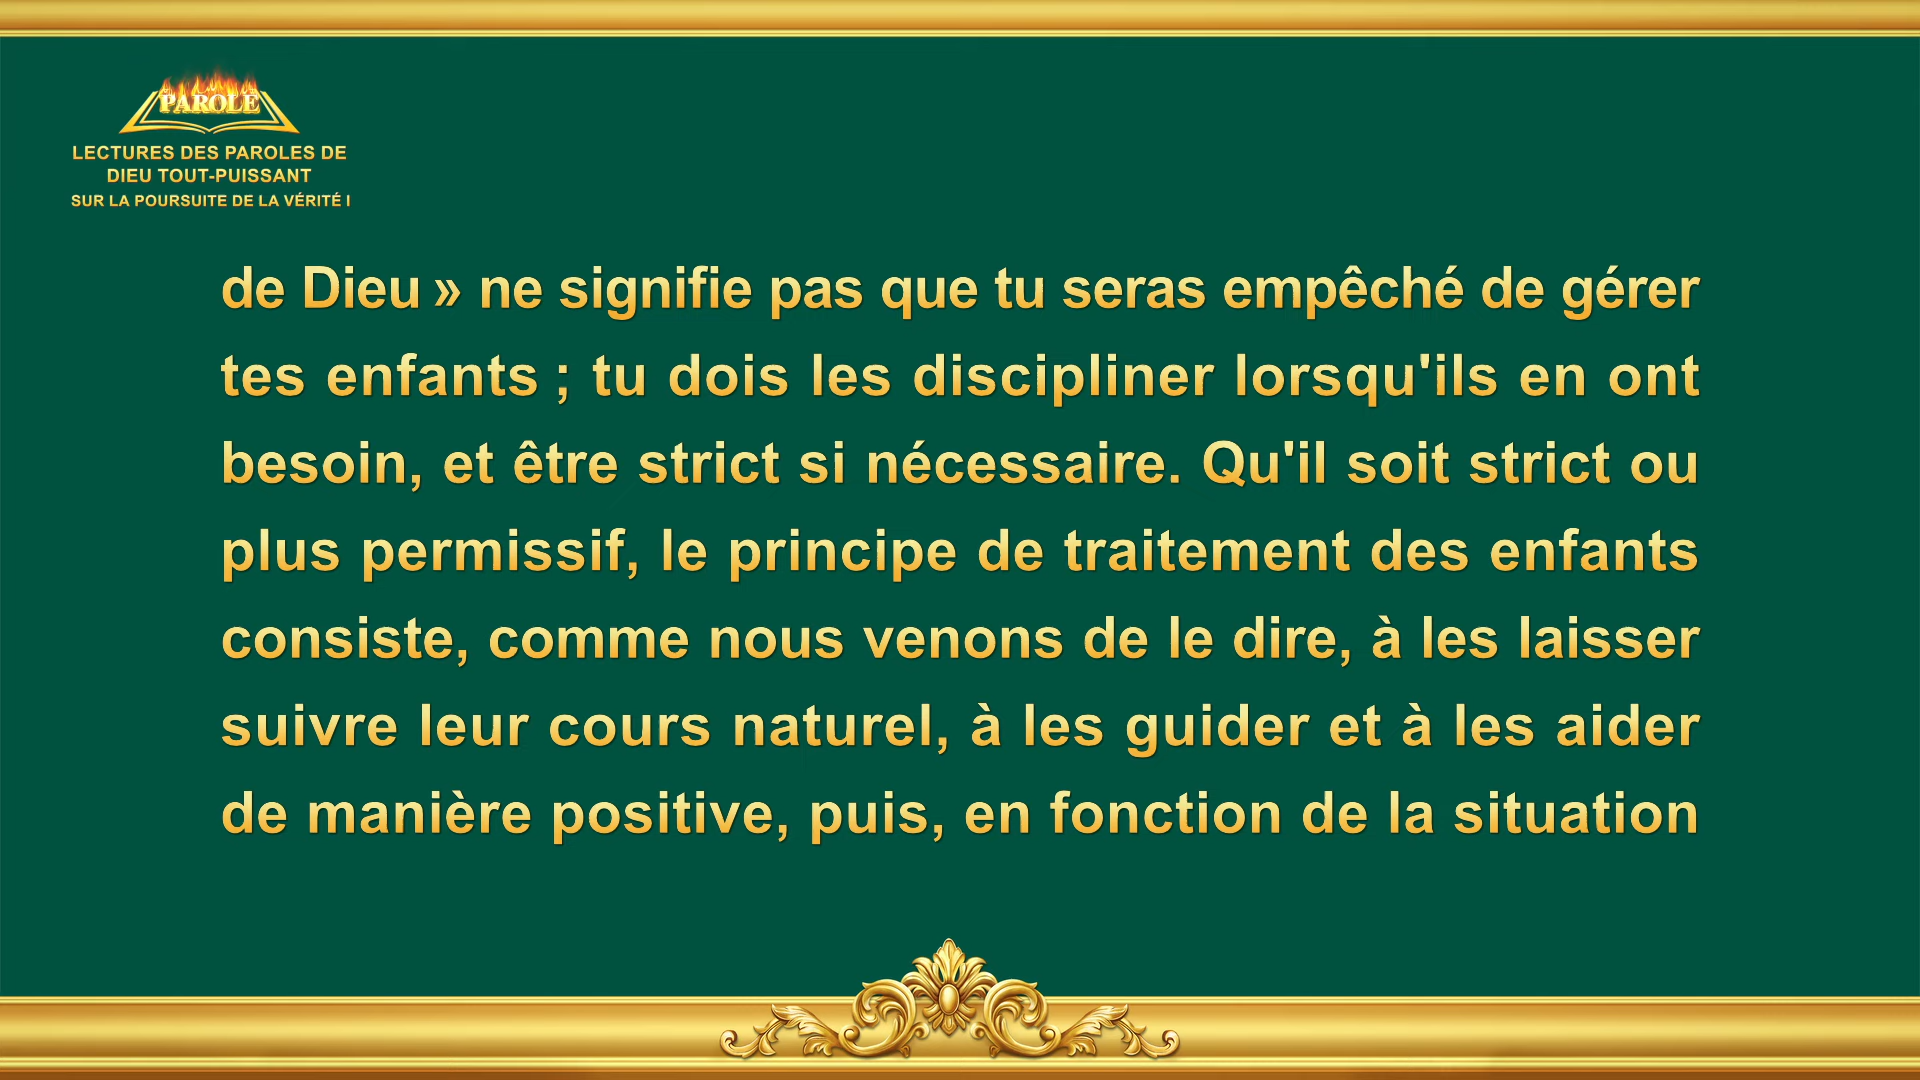 PAROLE
LECTURES DES PAROLES DE
DIEU TOUT-PUISSANT
SUR LA POURSUITE DE LA VÉRITÉ I
de Dieu » ne signifie pas que tu seras empêché de gérer
tes enfants ; tu dois les discipliner lorsqu'ils en ont
besoin, et être strict si nécessaire. Qu'il soit strict ou
plus permissif, le principe de traitement des enfants
consiste, comme nous venons de le dire, à les laisser
suivre leur cours naturel, à les guider et à les aider
de manière positive, puis, en fonction de la situation